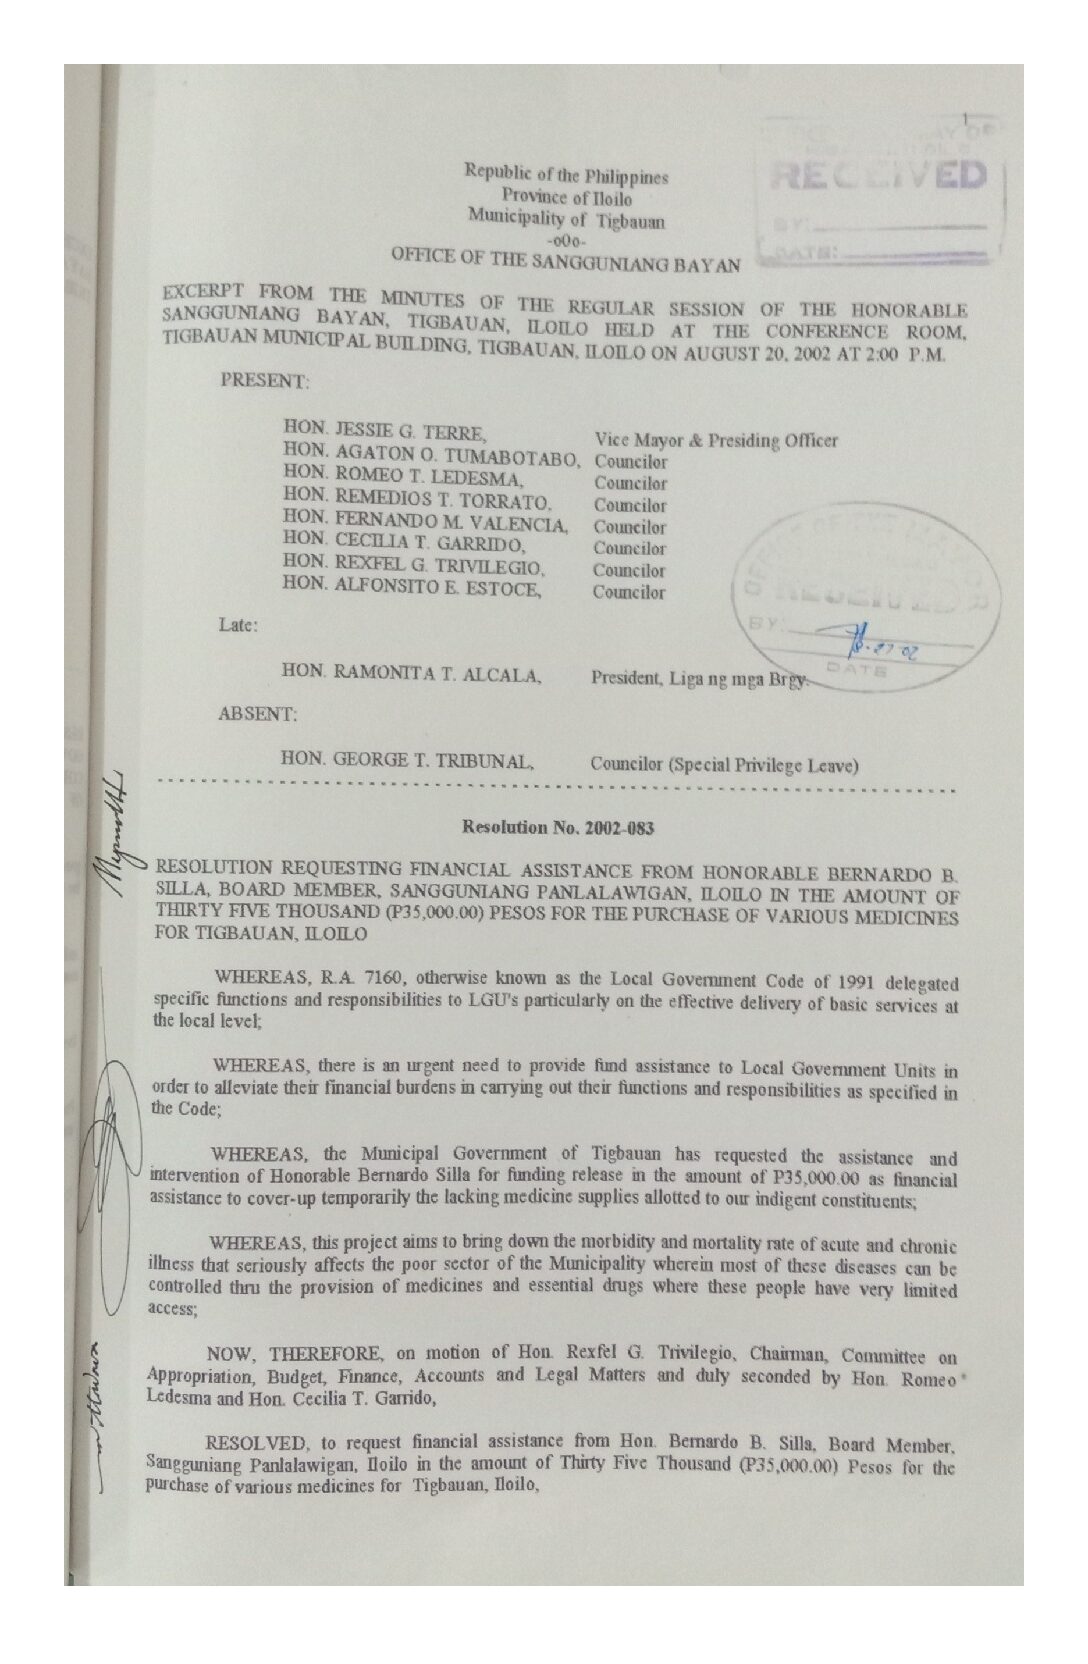 1
RECEIVED
BY:
DATE:
Republic of the Philippines
Province of Iloilo
Municipality of Tigbauan
-o0o-
OFFICE OF THE SANGGUNIANG BAYAN
EXCERPT FROM THE MINUTES OF THE REGULAR SESSION OF THE HONORABLE
SANGGUNIANG BAYAN, TIGBAUAN, ILOILO HELD AT THE CONFERENCE ROOM,
TIGBAUAN MUNICIPAL BUILDING, TIGBAUAN, ILOILO ON AUGUST 20, 2002 AT 2:00 P.M.
PRESENT:
HON. JESSIE G. TERRE, Vice Mayor & Presiding Officer
HON. AGATON O. TUMABOTABO, Councilor
HON. ROMEO T. LEDESMA, Councilor
HON. REMEDIOS T. TORRATO, Councilor
HON. FERNANDO M. VALENCIA, Councilor
HON. CECILIA T. GARRIDO, Councilor
HON. REXFEL G. TRIVILEGIO, Councilor
HON. ALFONSITO E. ESTOCE, Councilor
RECEIVED
BY:
8-27-02
DATE
Late:
HON. RAMONITA T. ALCALA, President, Liga ng mga Brgy.
ABSENT:
HON. GEORGE T. TRIBUNAL, Councilor (Special Privilege Leave)
Resolution No. 2002-083
RESOLUTION REQUESTING FINANCIAL ASSISTANCE FROM HONORABLE BERNARDO B.
SILLA, BOARD MEMBER, SANGGUNIANG PANLALAWIGAN, ILOILO IN THE AMOUNT OF
THIRTY FIVE THOUSAND (P35,000.00) PESOS FOR THE PURCHASE OF VARIOUS MEDICINES
FOR TIGBAUAN, ILOILO
WHEREAS, R.A. 7160, otherwise known as the Local Government Code of 1991 delegated
specific functions and responsibilities to LGU's particularly on the effective delivery of basic services at
the local level;
WHEREAS, there is an urgent need to provide fund assistance to Local Government Units in
order to alleviate their financial burdens in carrying out their functions and responsibilities as specified in
the Code;
WHEREAS, the Municipal Government of Tigbauan has requested the assistance and
intervention of Honorable Bernardo Silla for funding release in the amount of P35,000.00 as financial
assistance to cover-up temporarily the lacking medicine supplies allotted to our indigent constituents;
WHEREAS, this project aims to bring down the morbidity and mortality rate of acute and chronic
illness that seriously affects the poor sector of the Municipality wherein most of these diseases can be
controlled thru the provision of medicines and essential drugs where these people have very limited
access;
NOW, THEREFORE, on motion of Hon. Rexfel G. Trivilegio, Chairman, Committee on
Appropriation, Budget, Finance, Accounts and Legal Matters and duly seconded by Hon. Romeo
Ledesma and Hon. Cecilia T. Garrido,
RESOLVED, to request financial assistance from Hon. Bernardo B. Silla, Board Member,
Sangguniang Panlalawigan, Iloilo in the amount of Thirty Five Thousand (P35,000.00) Pesos for the
purchase of various medicines for Tigbauan, Iloilo,